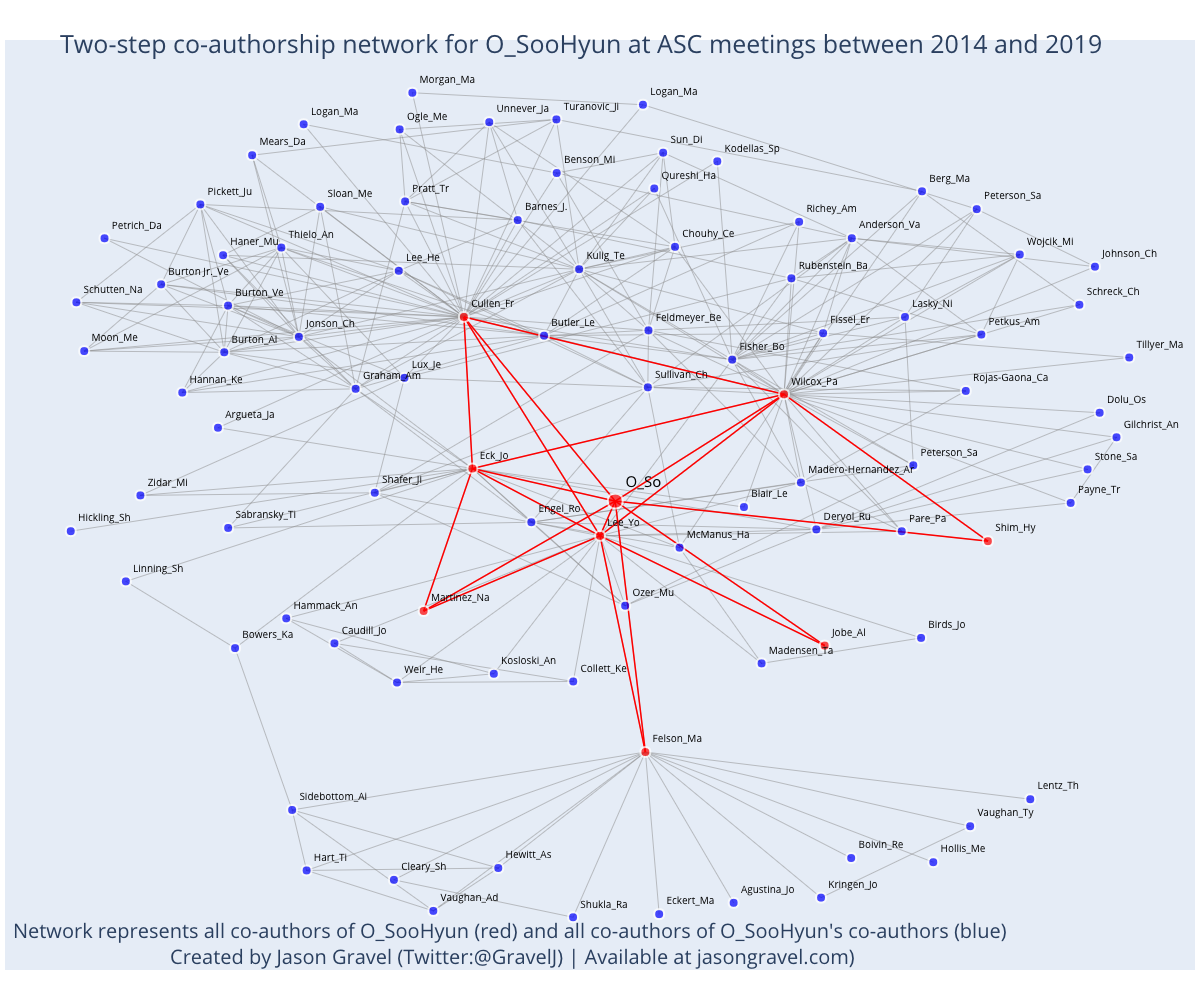 Two-step co-authorship network for O_SooHyun at ASC meetings between 2014 and 2019
Morgan_Ma
Logan_Ma
Logan_Ma
Ogle_Me
Unnever_Ja
Turanovic_Ji
Mears_Da
Sun_Di
Kodellas_Sp
Benson_Mi
Qureshi_Ha
Berg_Ma
Pickett_Ju
Sloan_Me
Pratt_Tr
Barnes_J.
Peterson_Sa
Richey_Am
Anderson_Va
Petrich_Da
Haner_Mu
Thielo_An
Chouhy_Ce
Wojcik_Mi
Lee_He
Kulig_Te
Johnson_Ch
Burton Jr._Ve
Rubenstein_Ba
Schutten_Na
Burton_Ve
Schreck_Ch
Cullen_Fr
Lasky_Ni
Jonson_Ch
Butler_Le
Feldmeyer_Be
Fissel_Er
Petkus_Am
Moon_Me
Burton_Al
Fisher_Bo
Tillyer_Ma
Hannan_Ke
Lux_Je
Graham_Am
Sullivan_Ch
Wilcox_Pa
Rojas-Gaona_Ca
Dolu_Os
Argueta_Ja
Gilchrist_An
Eck_Jo
Stone_Sa
Peterson_Sa
Madero-Hernandez_Ar
Zidar_Mi
Shafer_Ji
O_So
Payne_Tr
Blair_Le
Hickling_Sh
Sabransky_Ti
Engel_Ro
Lee_Yo
Deryol_Ru
Pare_Pa
Shim_Hy
McManus_Ha
Linning_Sh
Martinez_Na
Ozer_Mu
Hammack_An
Bowers_Ka
Caudill_Jo
Jobe_Al
Birds_Jo
Madensen_Ta
Weir_He
Kosloski_An
Collett_Ke
Felson_Ma
Lentz_Th
Sidebottom_Ai
Vaughan_Ty
Hart_Ti
Hewitt_As
Boivin_Re
Hollis_Me
Cleary_Sh
Kringen_Jo
Vaughan_Ad
Shukla_Ra
Eckert_Ma
Agustina_Jo
Network represents all co-authors of O_SooHyun (red) and all co-authors of O_SooHyun's co-authors (blue)
Created by Jason Gravel (Twitter:@GravelJ) | Available at jasongravel.com)